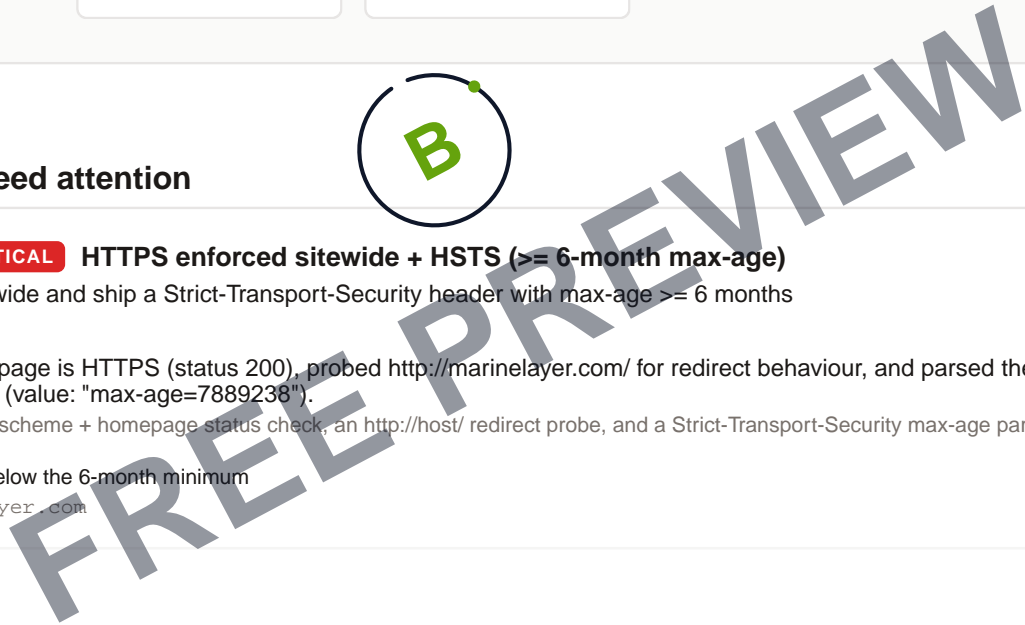 B
eed attention
TICAL HTTPS enforced sitewide + HSTS (>= 6-month max-age)
wide and ship a Strict-Transport-Security header with max-age >= 6 months
page is HTTPS (status 200), probed http://marinelayer.com/ for redirect behaviour, and parsed the
(value: "max-age=7889238").
scheme + homepage status check, an http://host/ redirect probe, and a Strict-Transport-Security max-age par
elow the 6-month minimum
yer.com
FREE PREVIEW